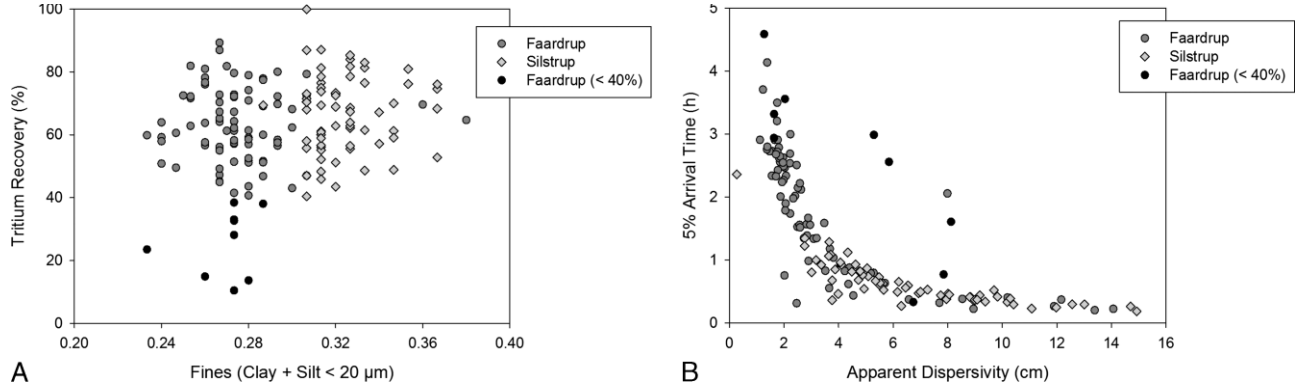 100
80
60
40
20
0
Tritium Recovery (%)
0.20
0.24
0.28
0.32
0.36
0.40
Fines (Clay + Silt < 20 µm)
Faardrup
Silstrup
Faardrup (< 40%)
A
5
4
3
2
1
0
5% Arrival Time (h)
0
2
4
6
8
10
12
14
16
Apparent Dispersivity (cm)
Faardrup
Silstrup
Faardrup (< 40%)
B